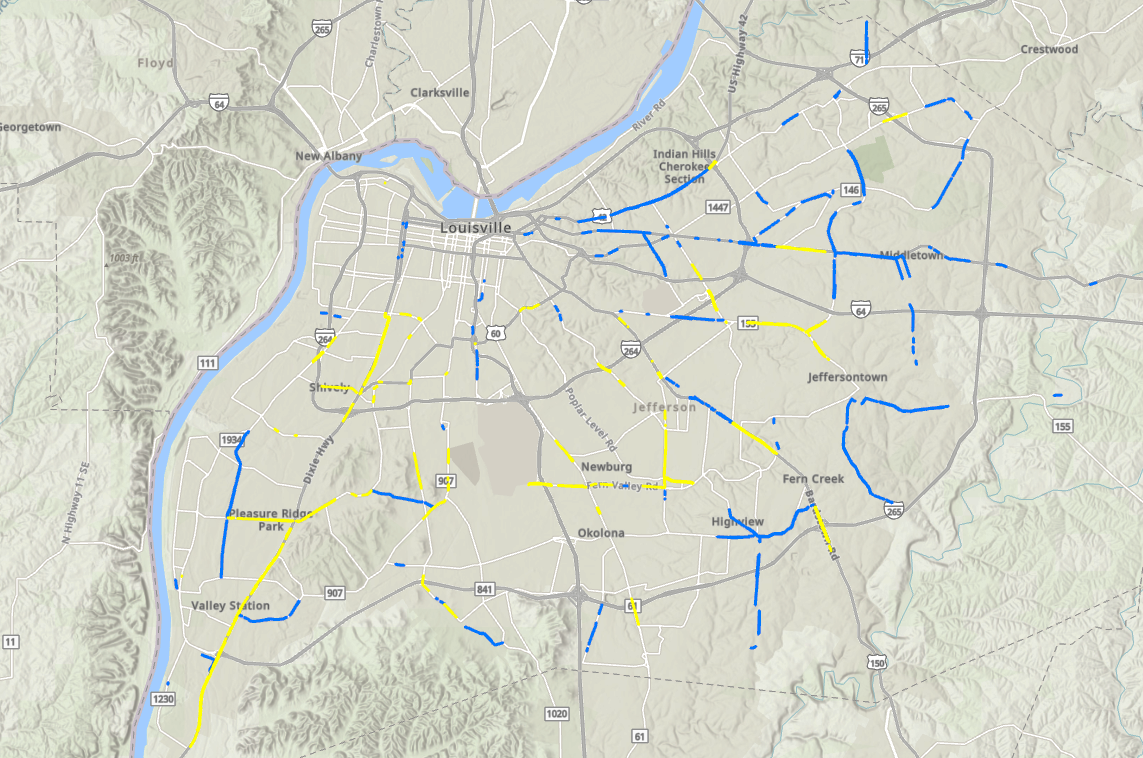 265
Charlestown
US Highway 42
Crestwood
Floyd
71
64
Clarksville
265
Georgetown
River Rd
New Albany
Indian Hills
Cherokee
Section
146
1447
42
Louisville
Middletown
1003 ft
64
155
60
264
264
111
Shively
Jeffersontown
Poplar Level Rd
Jefferson
155
1934
Dixie Hwy
Newburg
Fern Valley Rd
907
Fern Creek
N Highway 11 SE
265
Pleasure Ridge
Park
Highview
Okolona
Bardstown Rd
841
907
Valley Station
61
11
150
1230
1020
61